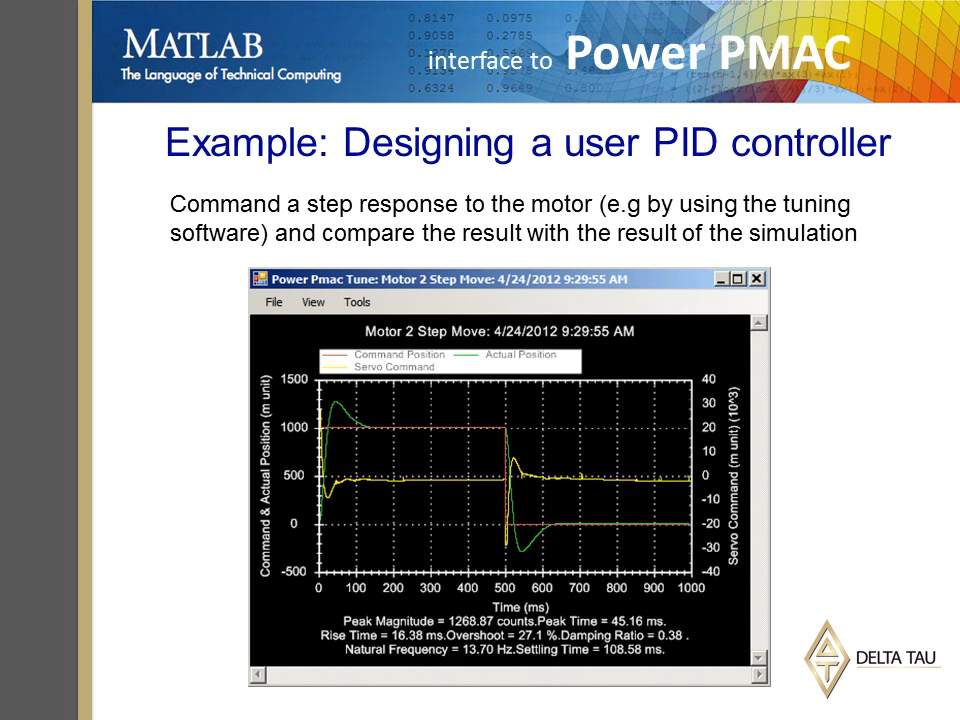 MATLAB
The Language of Technical Computing
interface to Power PMAC
0.8147 0.0975
0.9058 0.2785
0.6324 0.9649
Example: Designing a user PID controller
Command a step response to the motor (e.g by using the tuning
software) and compare the result with the result of the simulation
Power Pmac Tune: Motor 2 Step Move: 4/24/2012 9:29:55 AM
File View Tools
Motor 2 Step Move: 4/24/2012 9:29:55 AM
Command Position Actual Position
Servo Command
Command & Actual Position (m unit)
1500
1000
500
0
-500
40
30
20
10
0
-10
-20
-30
-40
Servo Command (m unit) (10^3)
0 100 200 300 400 500 600 700 800 900 1000
Time (ms)
Peak Magnitude = 1268.87 counts.Peak Time = 45.16 ms.
Rise Time = 16.38 ms.Overshoot = 27.1 %.Damping Ratio = 0.38 .
Natural Frequency = 13.70 Hz.Settling Time = 108.58 ms.
DELTA TAU